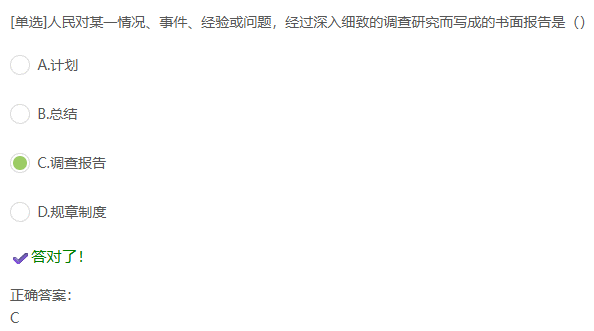 [单选]人民对某一情况、事件、经验或问题，经过深入细致的调查研究而写成的书面报告是（）
A.计划
B.总结
C.调查报告
D.规章制度
答对了！
正确答案：
C